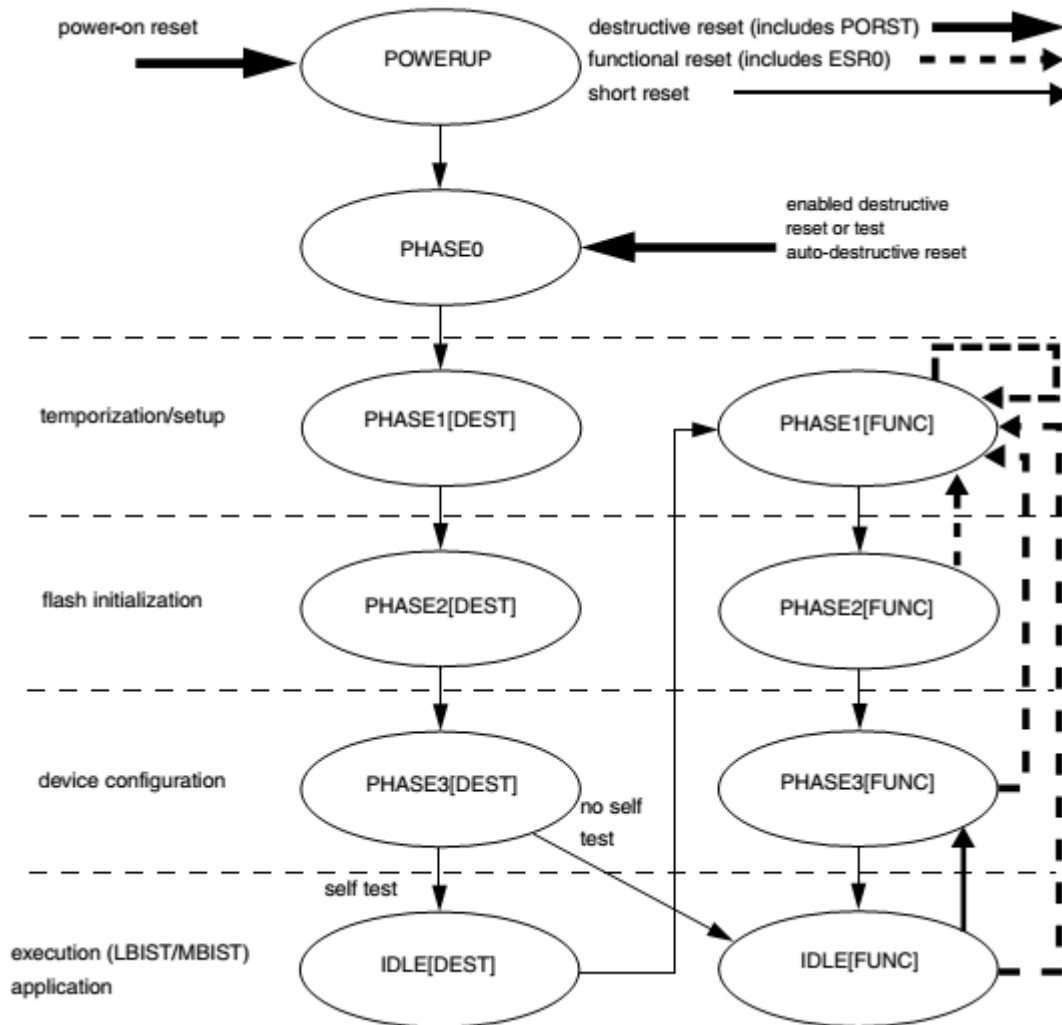 power-on reset
POWERUP
destructive reset (includes PORST)
functional reset (includes ESR0)
short reset
PHASE0
enabled destructive
reset or test
auto-destructive reset
temporization/setup
PHASE1[DEST]
PHASE1[FUNC]
flash initialization
PHASE2[DEST]
PHASE2[FUNC]
device configuration
PHASE3[DEST]
PHASE3[FUNC]
no self
test
self test
execution (LBIST/MBIST)
application
IDLE[DEST]
IDLE[FUNC]